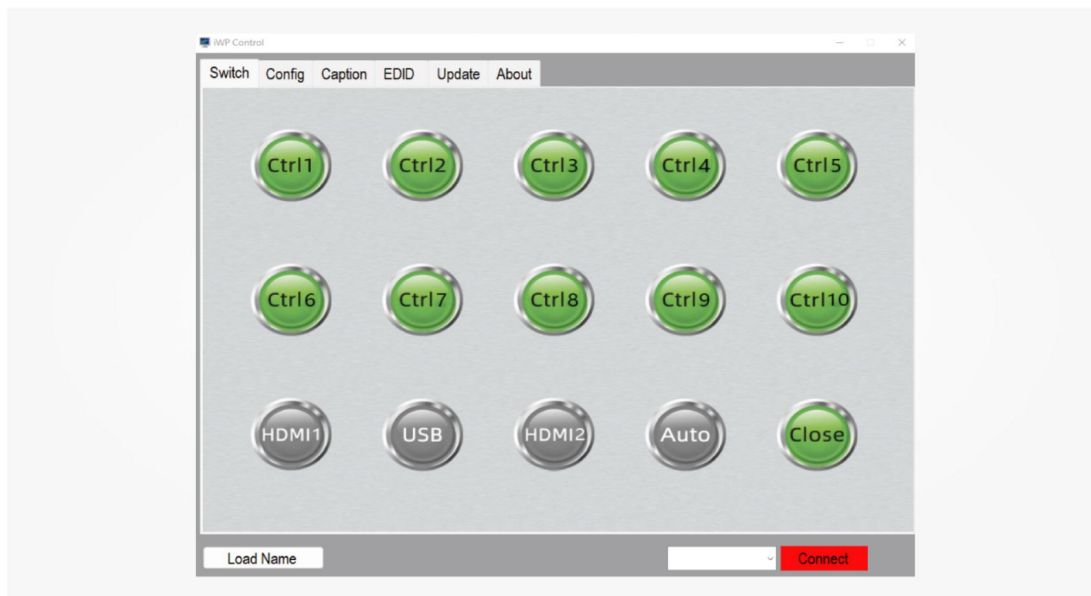 iWP Control
Switch Config Caption EDID Update About
Ctrl1 Ctrl2 Ctrl3 Ctrl4 Ctrl5
Ctrl6 Ctrl7 Ctrl8 Ctrl9 Ctrl10
HDMI1 USB HDMI2 Auto Close
Load Name Connect